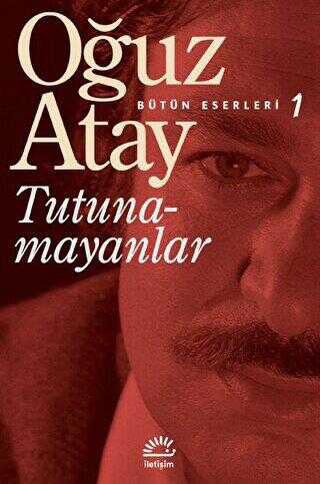 Oğuz
BÜTÜN ESERLERİ 1
Atay
Tutuna-
mayanlar
iletişim